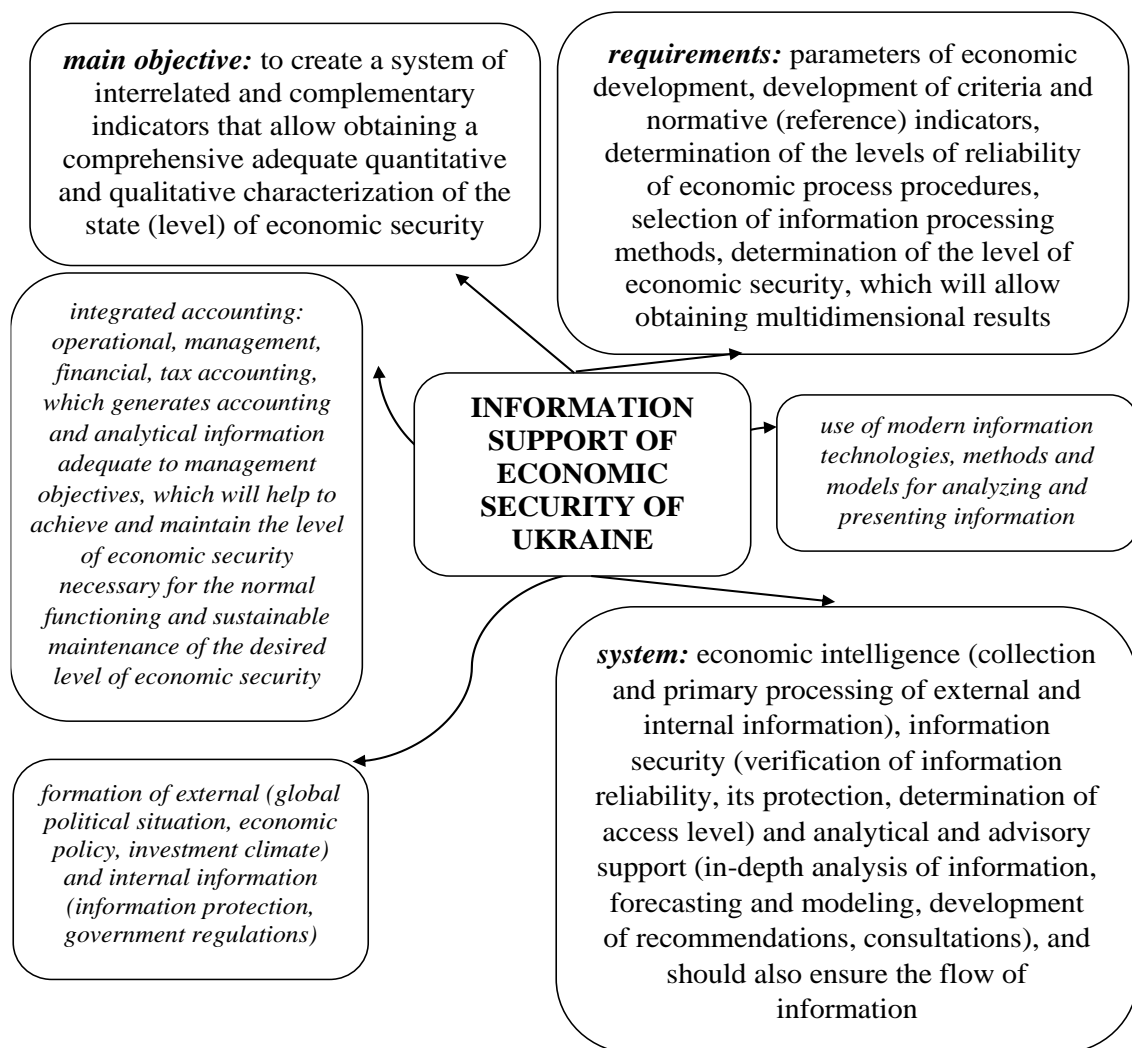 main objective: to create a system of
interrelated and complementary
indicators that allow obtaining a
comprehensive adequate quantitative
and qualitative characterization of the
state (level) of economic security
requirements: parameters of economic
development, development of criteria and
normative (reference) indicators,
determination of the levels of reliability
of economic process procedures,
selection of information processing
methods, determination of the level of
economic security, which will allow
obtaining multidimensional results
integrated accounting:
operational, management,
financial, tax accounting,
which generates accounting
and analytical information
adequate to management
objectives, which will help to
achieve and maintain the level
of economic security
necessary for the normal
functioning and sustainable
maintenance of the desired
level of economic security
INFORMATION
SUPPORT OF
ECONOMIC
SECURITY OF
UKRAINE
use of modern information
technologies, methods and
models for analyzing and
presenting information
formation of external (global
political situation, economic
policy, investment climate)
and internal information
(information protection,
government regulations)
system: economic intelligence (collection
and primary processing of external and
internal information), information
security (verification of information
reliability, its protection, determination of
access level) and analytical and advisory
support (in-depth analysis of information,
forecasting and modeling, development
of recommendations, consultations), and
should also ensure the flow of
information